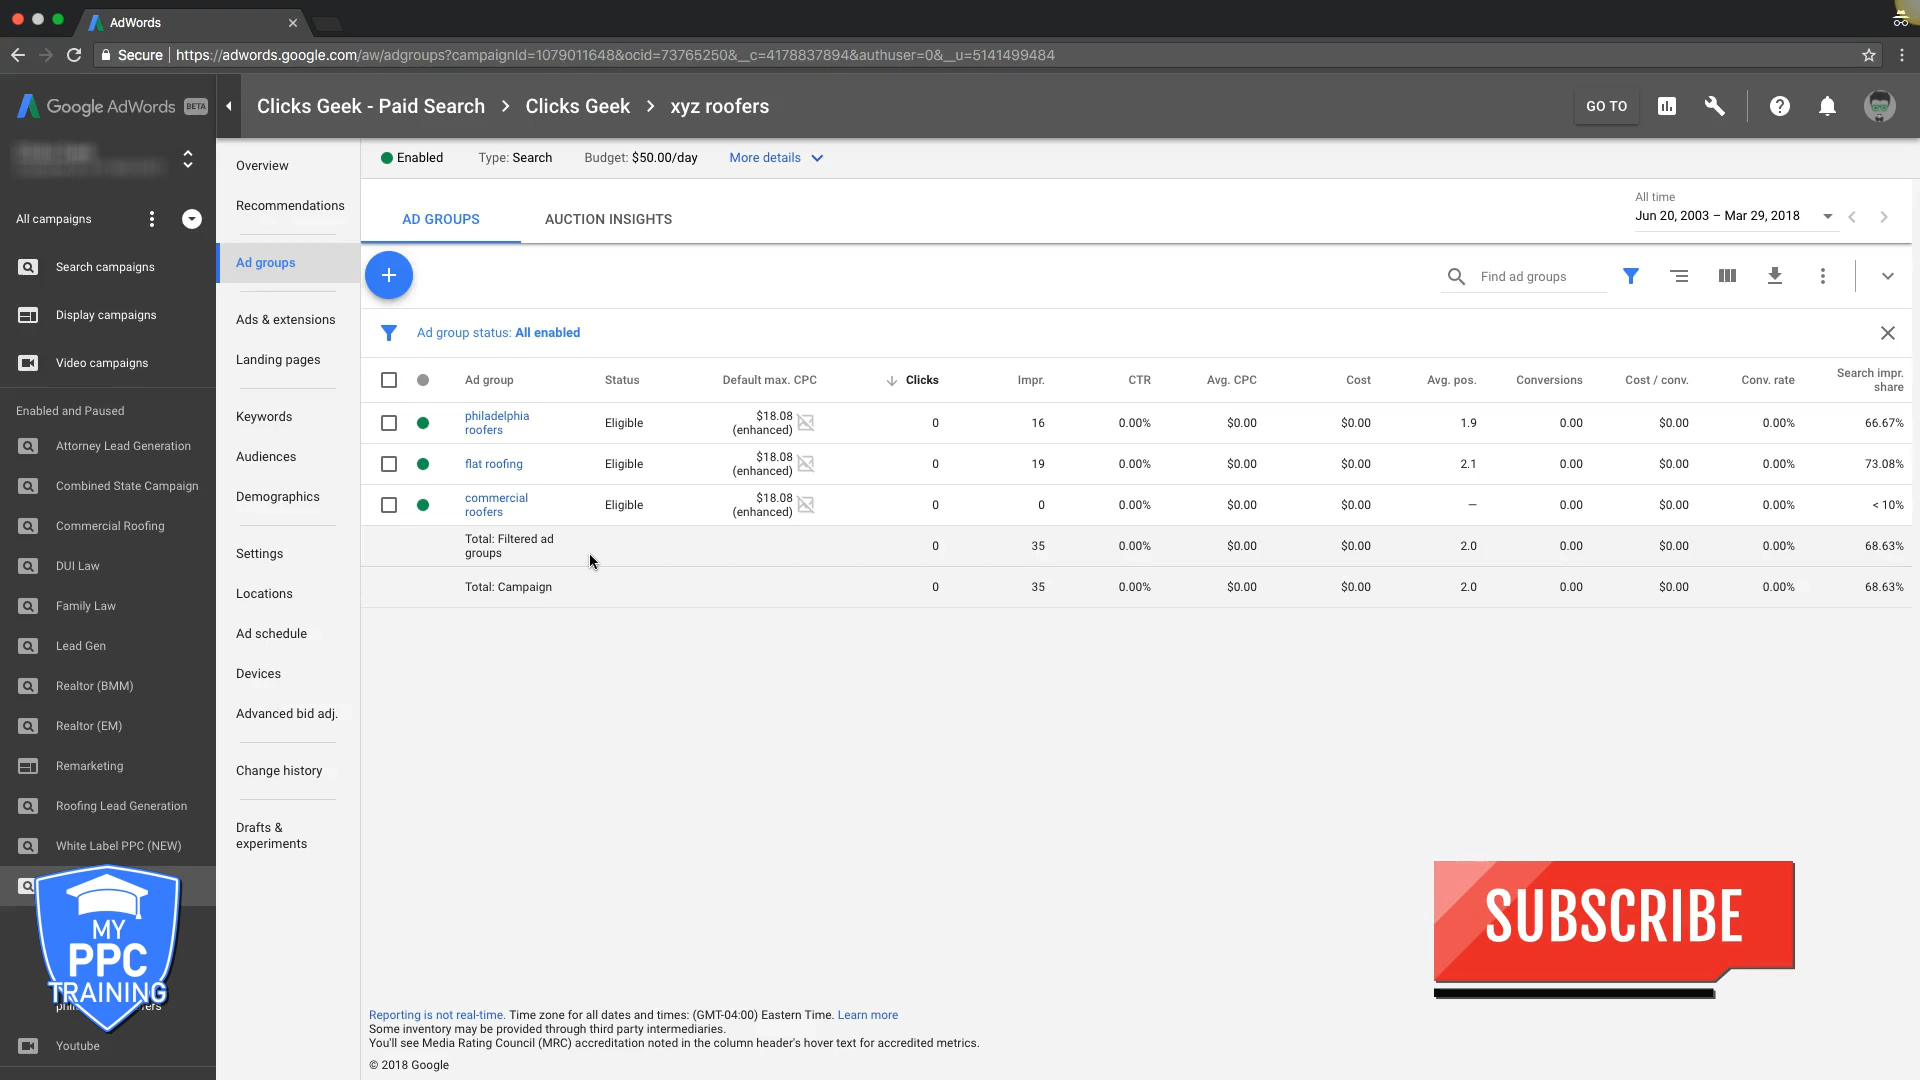 AdWords
Secure
https://adwords.google.com/aw/adgroups?campaignId=1079011648&ocid=73765250&__c=4178837894&authuser=0&__u=5141499484
Google AdWords BETA
Clicks Geek - Paid Search > Clicks Geek > xyz roofers
GO TO
All campaigns
Search campaigns
Display campaigns
Video campaigns
Enabled and Paused
Attorney Lead Generation
Combined State Campaign
Commercial Roofing
DUI Law
Family Law
Lead Gen
Realtor (BMM)
Realtor (EM)
Remarketing
Roofing Lead Generation
White Label PPC (NEW)
MY
PPC
TRAINING
Youtube
Overview
Recommendations
Ad groups
Ads & extensions
Landing pages
Keywords
Audiences
Demographics
Settings
Locations
Ad schedule
Devices
Advanced bid adj.
Change history
Drafts &
experiments
Enabled Type: Search Budget: $50.00/day More details
AD GROUPS AUCTION INSIGHTS
All time
Jun 20, 2003 – Mar 29, 2018
Find ad groups
Ad group status: All enabled
Ad group Status Default max. CPC Clicks Impr. CTR Avg. CPC Cost Avg. pos. Conversions Cost / conv. Conv. rate Search impr.
share
philadelphia
roofers Eligible $18.08
(enhanced) 0 16 0.00% $0.00 $0.00 1.9 0.00 $0.00 0.00% 66.67%
flat roofing Eligible $18.08
(enhanced) 0 19 0.00% $0.00 $0.00 2.1 0.00 $0.00 0.00% 73.08%
commercial
roofers Eligible $18.08
(enhanced) 0 0 0.00% $0.00 $0.00 — 0.00 $0.00 0.00% < 10%
Total: Filtered ad
groups 0 35 0.00% $0.00 $0.00 2.0 0.00 $0.00 0.00% 68.63%
Total: Campaign 0 35 0.00% $0.00 $0.00 2.0 0.00 $0.00 0.00% 68.63%
SUBSCRIBE
Reporting is not real-time. Time zone for all dates and times: (GMT-04:00) Eastern Time. Learn more
Some inventory may be provided through third party intermediaries.
You'll see Media Rating Council (MRC) accreditation noted in the column header's hover text for accredited metrics.
© 2018 Google